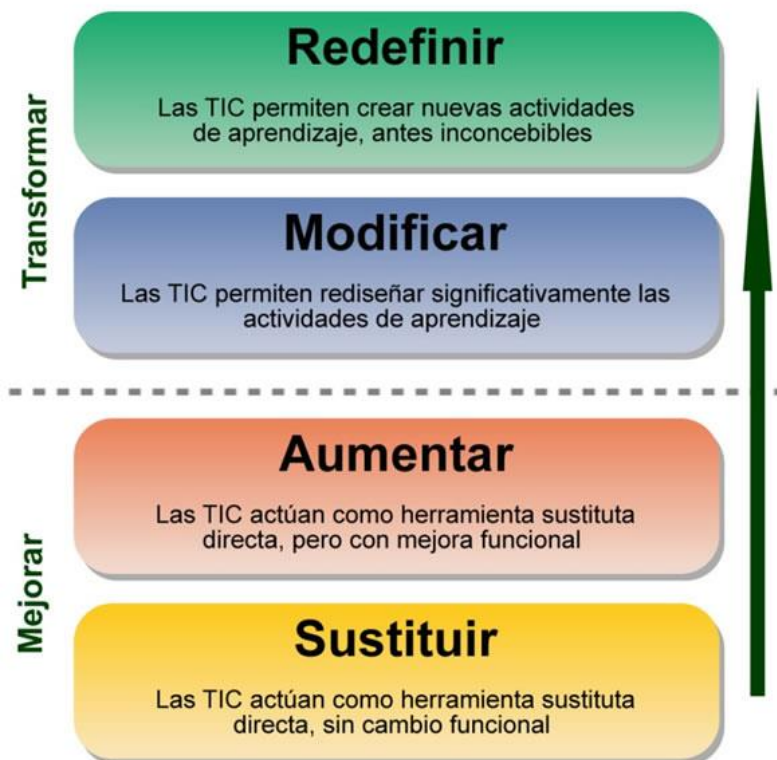 Transformar
Redefinir
Las TIC permiten crear nuevas actividades
de aprendizaje, antes inconcebibles
Modificar
Las TIC permiten rediseñar significativamente las
actividades de aprendizaje
Mejorar
Aumentar
Las TIC actúan como herramienta sustituta
directa, pero con mejora funcional
Sustituir
Las TIC actúan como herramienta sustituta
directa, sin cambio funcional